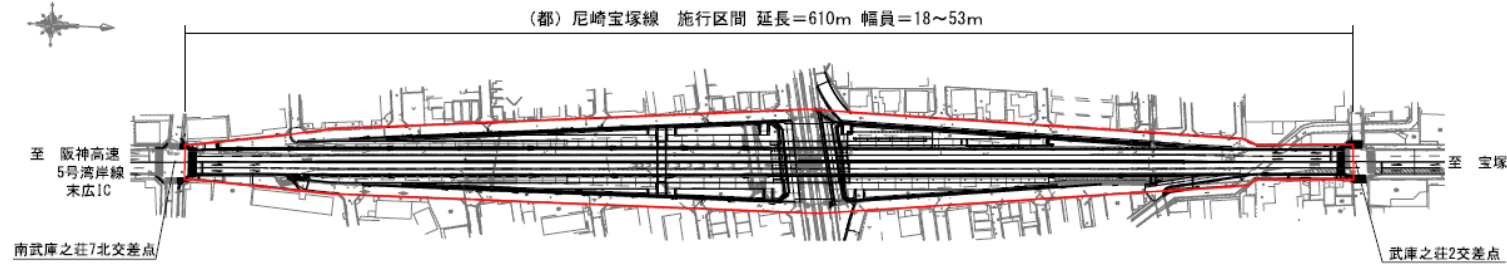 (都) 尼崎宝塚線　施行区間 延長=610m 幅員=18～53m
至　阪神高速
5号湾岸線
末広IC
至　宝塚
南武庫之荘7北交差点
武庫之荘2交差点